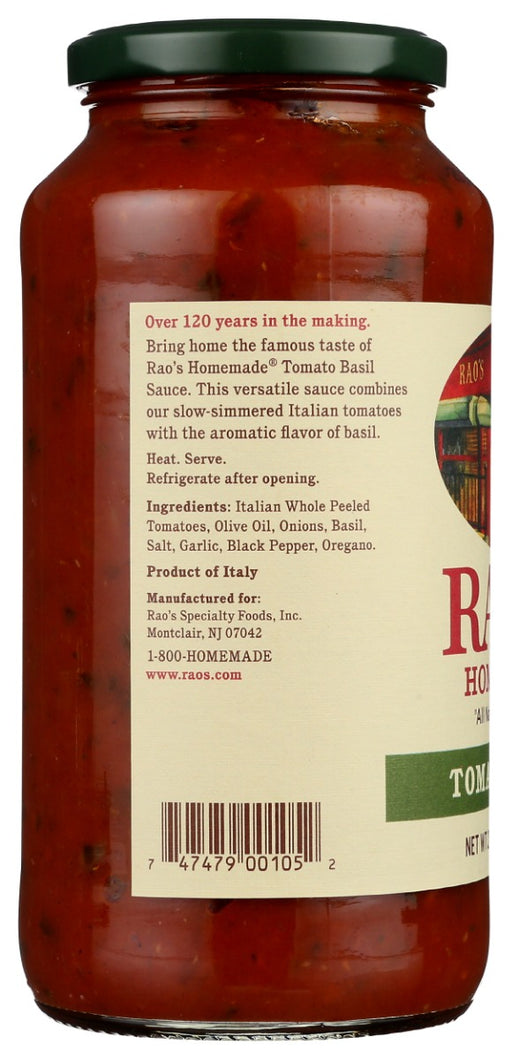 Over 120 years in the making.
Bring home the famous taste of
Rao's Homemade® Tomato Basil
Sauce. This versatile sauce combines
our slow-simmered Italian tomatoes
with the aromatic flavor of basil.
Heat. Serve.
Refrigerate after opening.
Ingredients: Italian Whole Peeled
Tomatoes, Olive Oil, Onions, Basil,
Salt, Garlic, Black Pepper, Oregano.
Product of Italy
Manufactured for:
Rao's Specialty Foods, Inc.
Montclair, NJ 07042
1-800-HOMEMADE
www.raos.com
7 47479 00105 2
RAO'S
NET WT